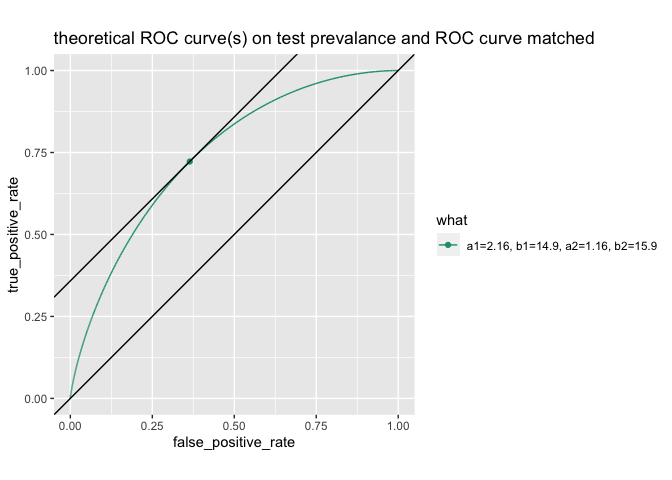 theoretical ROC curve(s) on test prevalance and ROC curve matched
1.00
0.75
0.50
0.25
0.00
true_positive_rate
0.00 0.25 0.50 0.75 1.00
false_positive_rate
what
a1=2.16, b1=14.9, a2=1.16, b2=15.9